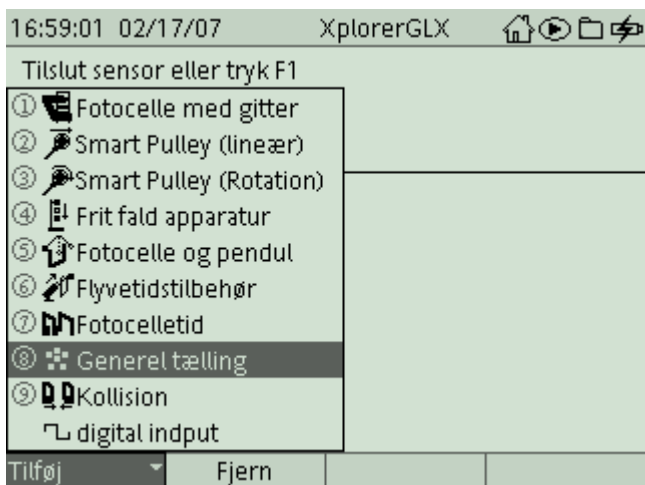 16:59:01 02/17/07 XplorerGLX
Tilslut sensor eller tryk F1
① Fotocelle med gitter
② Smart Pulley (lineær)
③ Smart Pulley (Rotation)
④ Frit fald apparatur
⑤ Fotocelle og pendul
⑥ Flyvetidstilbehør
⑦ Fotocelletid
⑧ Generel tælling
⑨ Kollision
digital indput
Tilføj Fjern